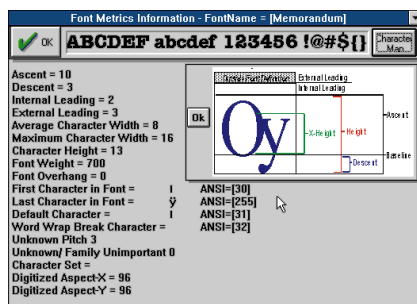 Font Metrics Information - FontName = [Memorandum]
OK ABCDEF abcdef 123456 !@#${} Character Map...
Ascent = 10
Descent = 3
Internal Leading = 2
External Leading = 3
Average Character Width = 8
Maximum Character Width = 16
Character Height = 13
Font Weight = 700
Font Overhang = 0
First Character in Font = ı ANSI=[30]
Last Character in Font = ÿ ANSI=[255]
Default Character = ı ANSI=[31]
Word Wrap Break Character = ANSI=[32]
Unknown Pitch 3
Unknown/ Family Unimportant 0
Character Set =
Digitized Aspect-X = 96
Digitized Aspect-Y = 96
External Leading
Internal Leading
Ok
Oy
X-Height
Height
Ascent
Baseline
Descent